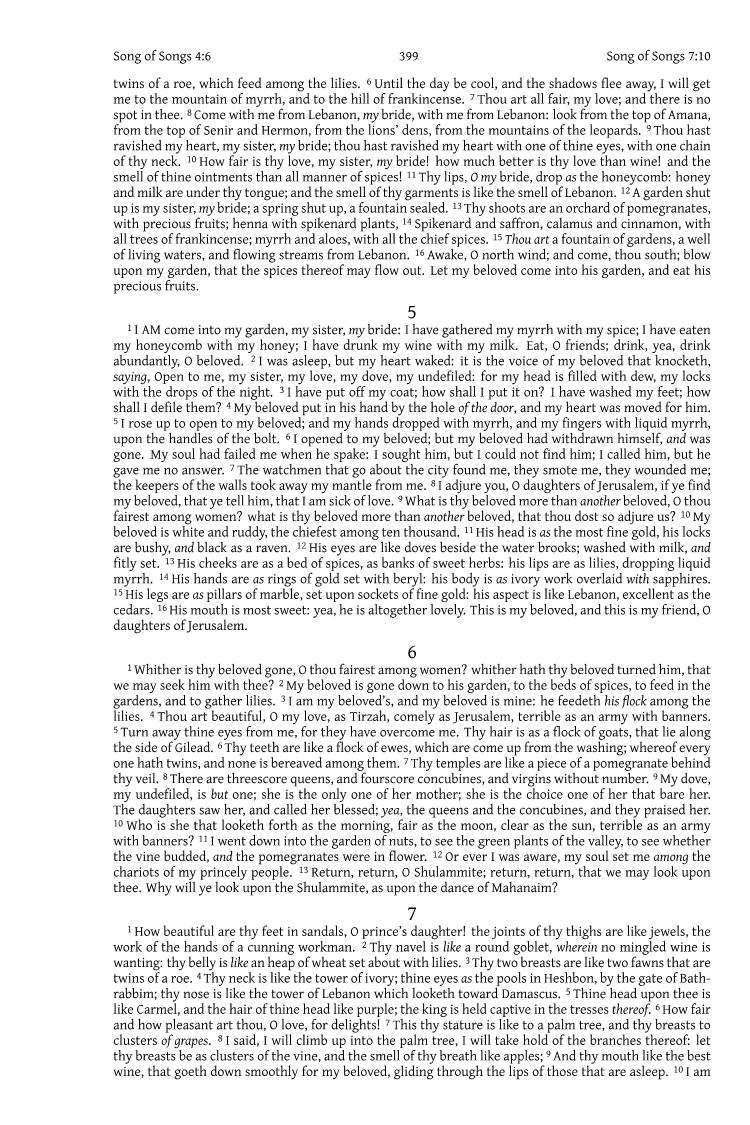 Song of Songs 4:6 399 Song of Songs 7:10
twins of a roe, which feed among the lilies. 6 Until the day be cool, and the shadows flee away, I will get
me to the mountain of myrrh, and to the hill of frankincense. 7 Thou art all fair, my love; and there is no
spot in thee. 8 Come with me from Lebanon, my bride, with me from Lebanon: look from the top of Amana,
from the top of Senir and Hermon, from the lions' dens, from the mountains of the leopards. 9 Thou hast
ravished my heart, my sister, my bride; thou hast ravished my heart with one of thine eyes, with one chain
of thy neck. 10 How fair is thy love, my sister, my bride! how much better is thy love than wine! and the
smell of thine ointments than all manner of spices! 11 Thy lips, O my bride, drop as the honeycomb: honey
and milk are under thy tongue; and the smell of thy garments is like the smell of Lebanon. 12 A garden shut
up is my sister, my bride; a spring shut up, a fountain sealed. 13 Thy shoots are an orchard of pomegranates,
with precious fruits; henna with spikenard plants, 14 Spikenard and saffron, calamus and cinnamon, with
all trees of frankincense; myrrh and aloes, with all the chief spices. 15 Thou art a fountain of gardens, a well
of living waters, and flowing streams from Lebanon. 16 Awake, O north wind; and come, thou south; blow
upon my garden, that the spices thereof may flow out. Let my beloved come into his garden, and eat his
precious fruits.
5
1 I AM come into my garden, my sister, my bride: I have gathered my myrrh with my spice; I have eaten
my honeycomb with my honey; I have drunk my wine with my milk. Eat, O friends; drink, yea, drink
abundantly, O beloved. 2 I was asleep, but my heart waked: it is the voice of my beloved that knocketh,
saying, Open to me, my sister, my love, my dove, my undefiled: for my head is filled with dew, my locks
with the drops of the night. 3 I have put off my coat; how shall I put it on? I have washed my feet; how
shall I defile them? 4 My beloved put in his hand by the hole of the door, and my heart was moved for him.
5 I rose up to open to my beloved; and my hands dropped with myrrh, and my fingers with liquid myrrh,
upon the handles of the bolt. 6 I opened to my beloved; but my beloved had withdrawn himself, and was
gone. My soul had failed me when he spake: I sought him, but I could not find him; I called him, but he
gave me no answer. 7 The watchmen that go about the city found me, they smote me, they wounded me;
the keepers of the walls took away my mantle from me. 8 I adjure you, O daughters of Jerusalem, if ye find
my beloved, that ye tell him, that I am sick of love. 9 What is thy beloved more than another beloved, O thou
fairest among women? what is thy beloved more than another beloved, that thou dost so adjure us? 10 My
beloved is white and ruddy, the chiefest among ten thousand. 11 His head is as the most fine gold, his locks
are bushy, and black as a raven. 12 His eyes are like doves beside the water brooks; washed with milk, and
fitly set. 13 His cheeks are as a bed of spices, as banks of sweet herbs: his lips are as lilies, dropping liquid
myrrh. 14 His hands are as rings of gold set with beryl: his body is as ivory work overlaid with sapphires.
15 His legs are as pillars of marble, set upon sockets of fine gold: his aspect is like Lebanon, excellent as the
cedars. 16 His mouth is most sweet: yea, he is altogether lovely. This is my beloved, and this is my friend, O
daughters of Jerusalem.
6
1 Whither is thy beloved gone, O thou fairest among women? whither hath thy beloved turned him, that
we may seek him with thee? 2 My beloved is gone down to his garden, to the beds of spices, to feed in the
gardens, and to gather lilies. 3 I am my beloved's, and my beloved is mine: he feedeth his flock among the
lilies. 4 Thou art beautiful, O my love, as Tirzah, comely as Jerusalem, terrible as an army with banners.
5 Turn away thine eyes from me, for they have overcome me. Thy hair is as a flock of goats, that lie along
the side of Gilead. 6 Thy teeth are like a flock of ewes, which are come up from the washing; whereof every
one hath twins, and none is bereaved among them. 7 Thy temples are like a piece of a pomegranate behind
thy veil. 8 There are threescore queens, and fourscore concubines, and virgins without number. 9 My dove,
my undefiled, is but one; she is the only one of her mother; she is the choice one of her that bare her.
The daughters saw her, and called her blessed; yea, the queens and the concubines, and they praised her.
10 Who is she that looketh forth as the morning, fair as the moon, clear as the sun, terrible as an army
with banners? 11 I went down into the garden of nuts, to see the green plants of the valley, to see whether
the vine budded, and the pomegranates were in flower. 12 Or ever I was aware, my soul set me among the
chariots of my princely people. 13 Return, return, O Shulammite; return, return, that we may look upon
thee. Why will ye look upon the Shulammite, as upon the dance of Mahanaim?
7
1 How beautiful are thy feet in sandals, O prince's daughter! the joints of thy thighs are like jewels, the
work of the hands of a cunning workman. 2 Thy navel is like a round goblet, wherein no mingled wine is
wanting: thy belly is like an heap of wheat set about with lilies. 3 Thy two breasts are like two fawns that are
twins of a roe. 4 Thy neck is like the tower of ivory; thine eyes as the pools in Heshbon, by the gate of Bath-
rabbim; thy nose is like the tower of Lebanon which looketh toward Damascus. 5 Thine head upon thee is
like Carmel, and the hair of thine head like purple; the king is held captive in the tresses thereof. 6 How fair
and how pleasant art thou, O love, for delights! 7 This thy stature is like to a palm tree, and thy breasts to
clusters of grapes. 8 I said, I will climb up into the palm tree, I will take hold of the branches thereof: let
thy breasts be as clusters of the vine, and the smell of thy breath like apples; 9 And thy mouth like the best
wine, that goeth down smoothly for my beloved, gliding through the lips of those that are asleep. 10 I am